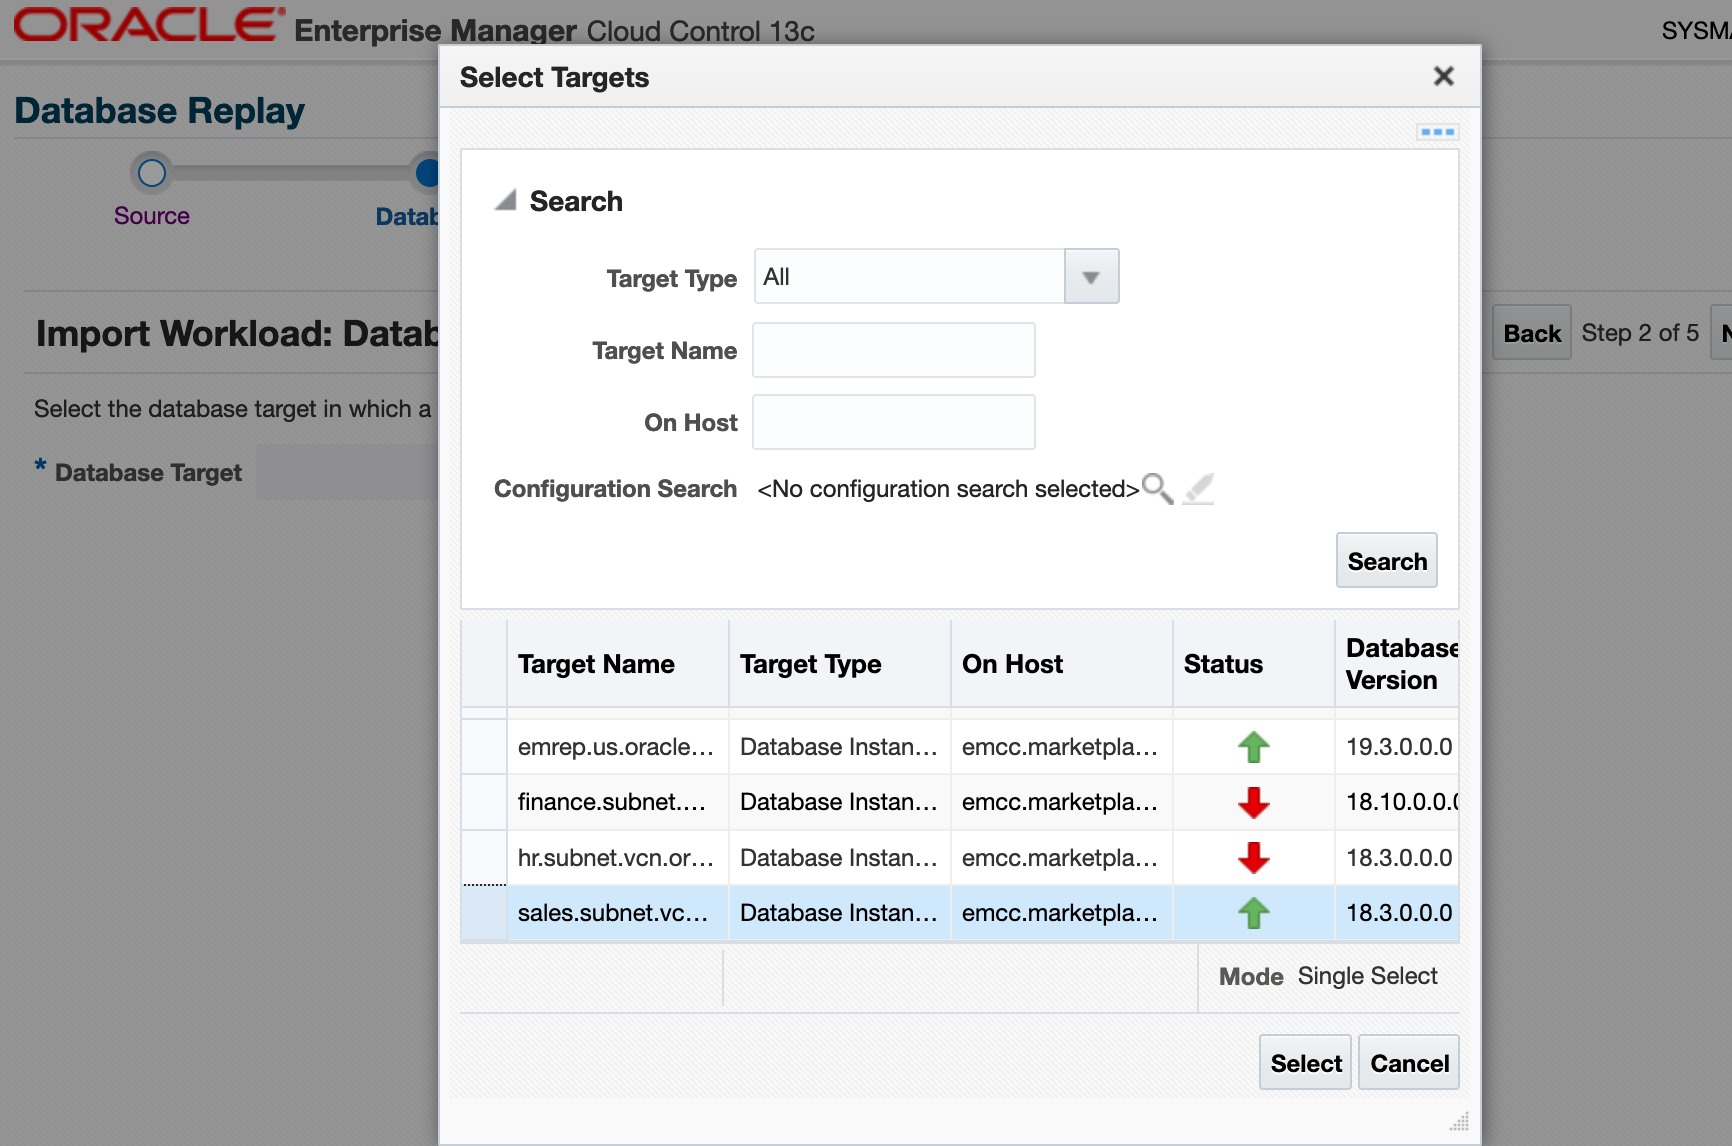 ORACLE Enterprise Manager Cloud Control 13c
SYSMA
Database Replay
Source
Datab
Import Workload: Datab
Back Step 2 of 5 N
Select the database target in which a
* Database Target
Select Targets
Search
Target Type All
Target Name
On Host
Configuration Search <No configuration search selected>
Search
Target Name Target Type On Host Status Database Version
emrep.us.oracle... Database Instan... emcc.marketpla... 19.3.0.0.0
finance.subnet.... Database Instan... emcc.marketpla... 18.10.0.0.0
hr.subnet.vcn.or... Database Instan... emcc.marketpla... 18.3.0.0.0
sales.subnet.vc... Database Instan... emcc.marketpla... 18.3.0.0.0
Mode Single Select
Select Cancel